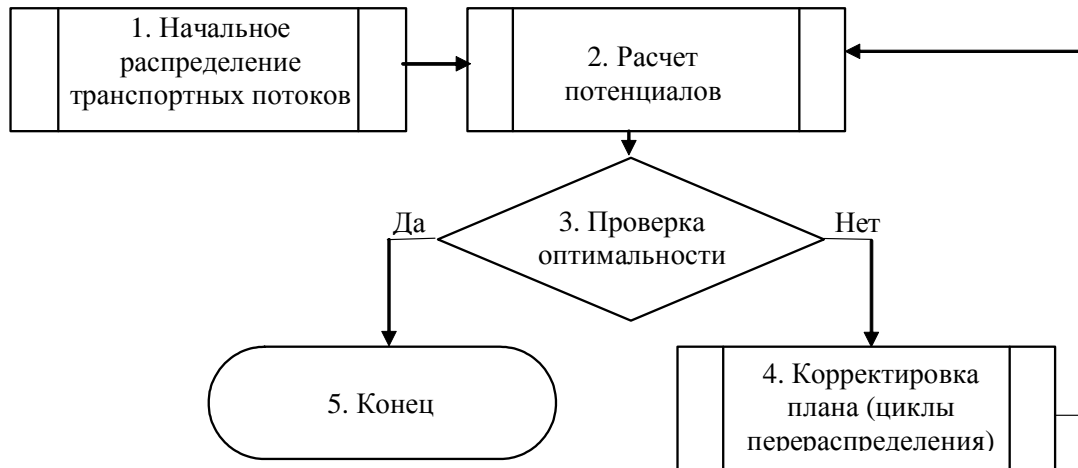 1. Начальное
распределение
транспортных потоков
2. Расчет
потенциалов
3. Проверка
оптимальности
Да
Нет
4. Корректировка
плана (циклы
перераспределения)
5. Конец